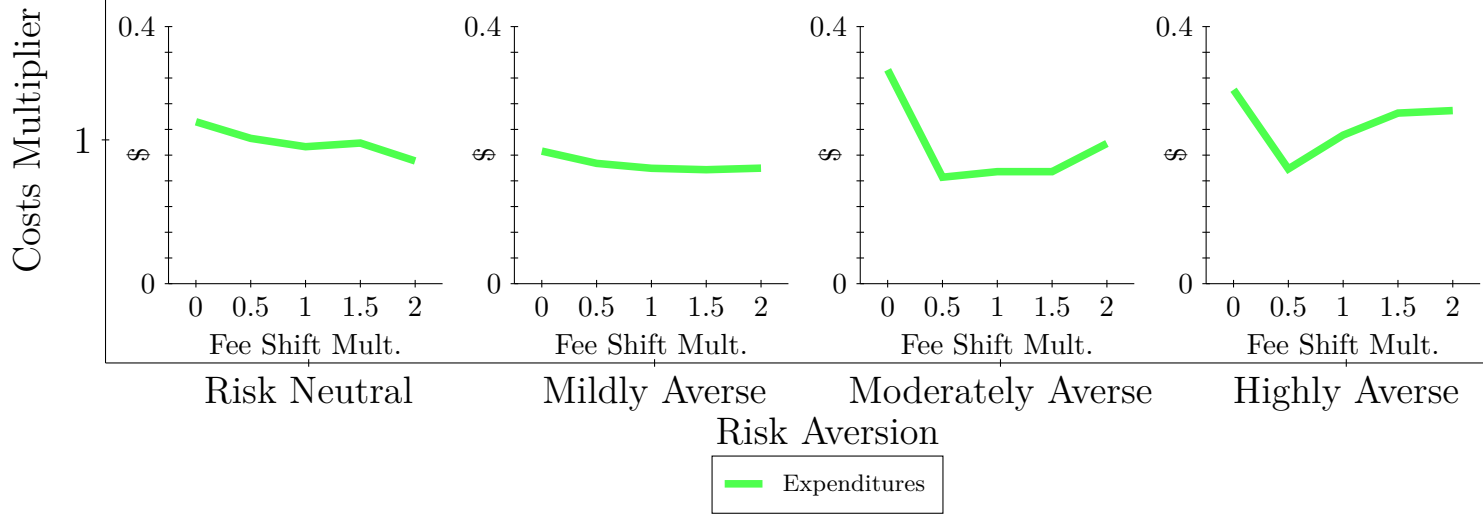 Costs Multiplier
1
0.4
$
0
0 0.5 1 1.5 2
Fee Shift Mult.
0.4
$
0
0 0.5 1 1.5 2
Fee Shift Mult.
0.4
$
0
0 0.5 1 1.5 2
Fee Shift Mult.
0.4
$
0
0 0.5 1 1.5 2
Fee Shift Mult.
Risk Neutral
Mildly Averse
Moderately Averse
Highly Averse
Risk Aversion
Expenditures